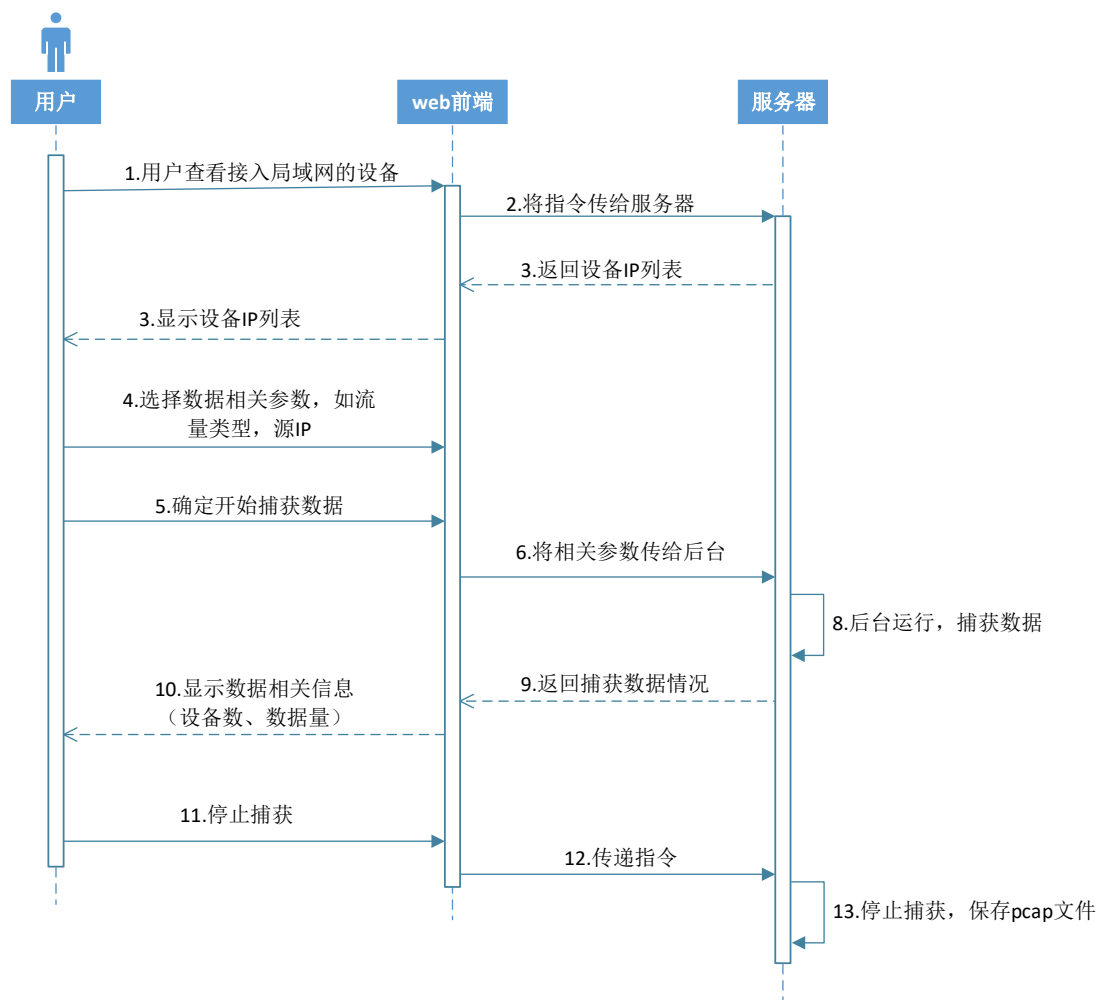 用户
web前端
服务器
1.用户查看接入局域网的设备
2.将指令传给服务器
3.返回设备IP列表
3.显示设备IP列表
4.选择数据相关参数，如流
量类型，源IP
5.确定开始捕获数据
6.将相关参数传给后台
8.后台运行，捕获数据
9.返回捕获数据情况
10.显示数据相关信息
（设备数、数据量）
11.停止捕获
12.传递指令
13.停止捕获，保存pcap文件